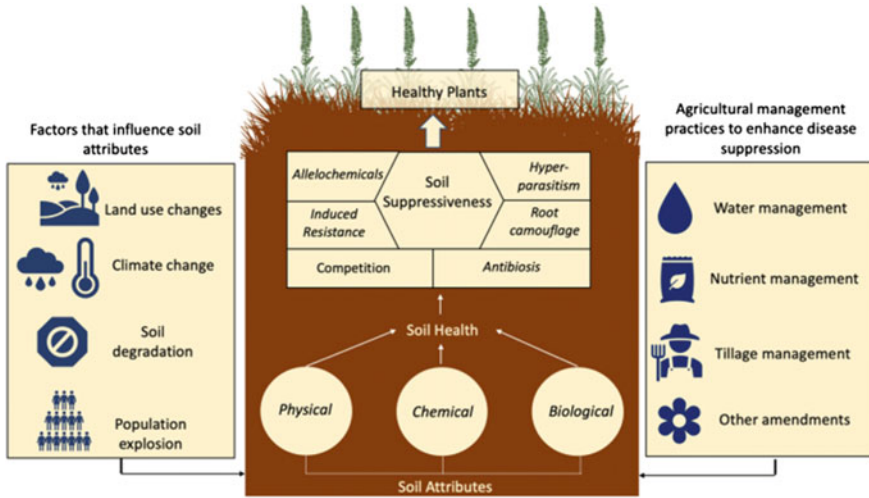 Healthy Plants
Factors that influence soil
attributes
Land use changes
Climate change
Soil
degradation
Population
explosion
Allelochemicals
Soil
Suppressiveness
Hyper-
parasitism
Induced
Resistance
Root
camouflage
Competition
Antibiosis
Soil Health
Physical
Chemical
Biological
Soil Attributes
Agricultural management
practices to enhance disease
suppression
Water management
Nutrient management
Tillage management
Other amendments